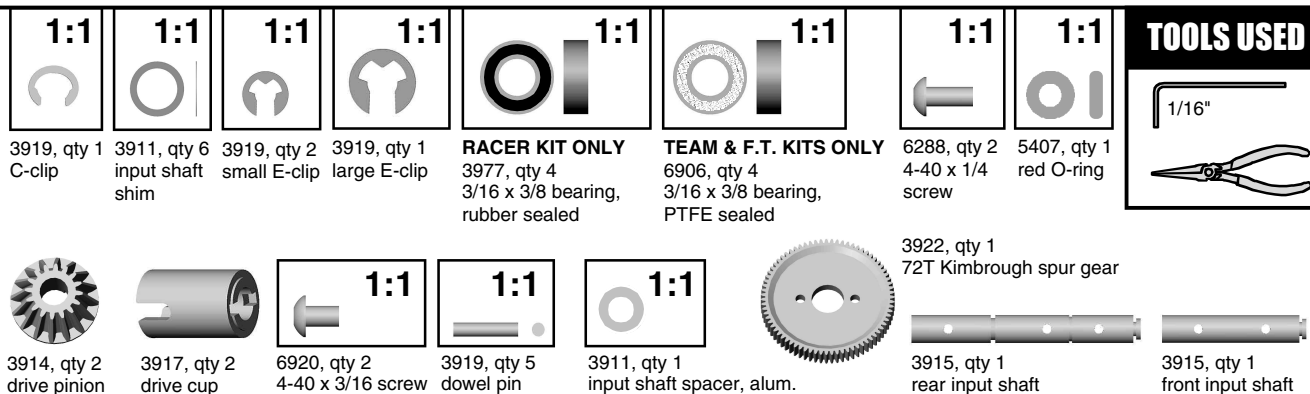 1:1
3919, qty 1
C-clip
1:1
3911, qty 6
input shaft
shim
1:1
3919, qty 2
small E-clip
1:1
3919, qty 1
large E-clip
1:1
RACER KIT ONLY
3977, qty 4
3/16 x 3/8 bearing,
rubber sealed
1:1
TEAM & F.T. KITS ONLY
6906, qty 4
3/16 x 3/8 bearing,
PTFE sealed
1:1
6288, qty 2
4-40 x 1/4
screw
1:1
5407, qty 1
red O-ring
TOOLS USED
1/16"
3914, qty 2
drive pinion
3917, qty 2
drive cup
1:1
6920, qty 2
4-40 x 3/16 screw
1:1
3919, qty 5
dowel pin
1:1
3911, qty 1
input shaft spacer, alum.
3922, qty 1
72T Kimbrough spur gear
3915, qty 1
rear input shaft
3915, qty 1
front input shaft